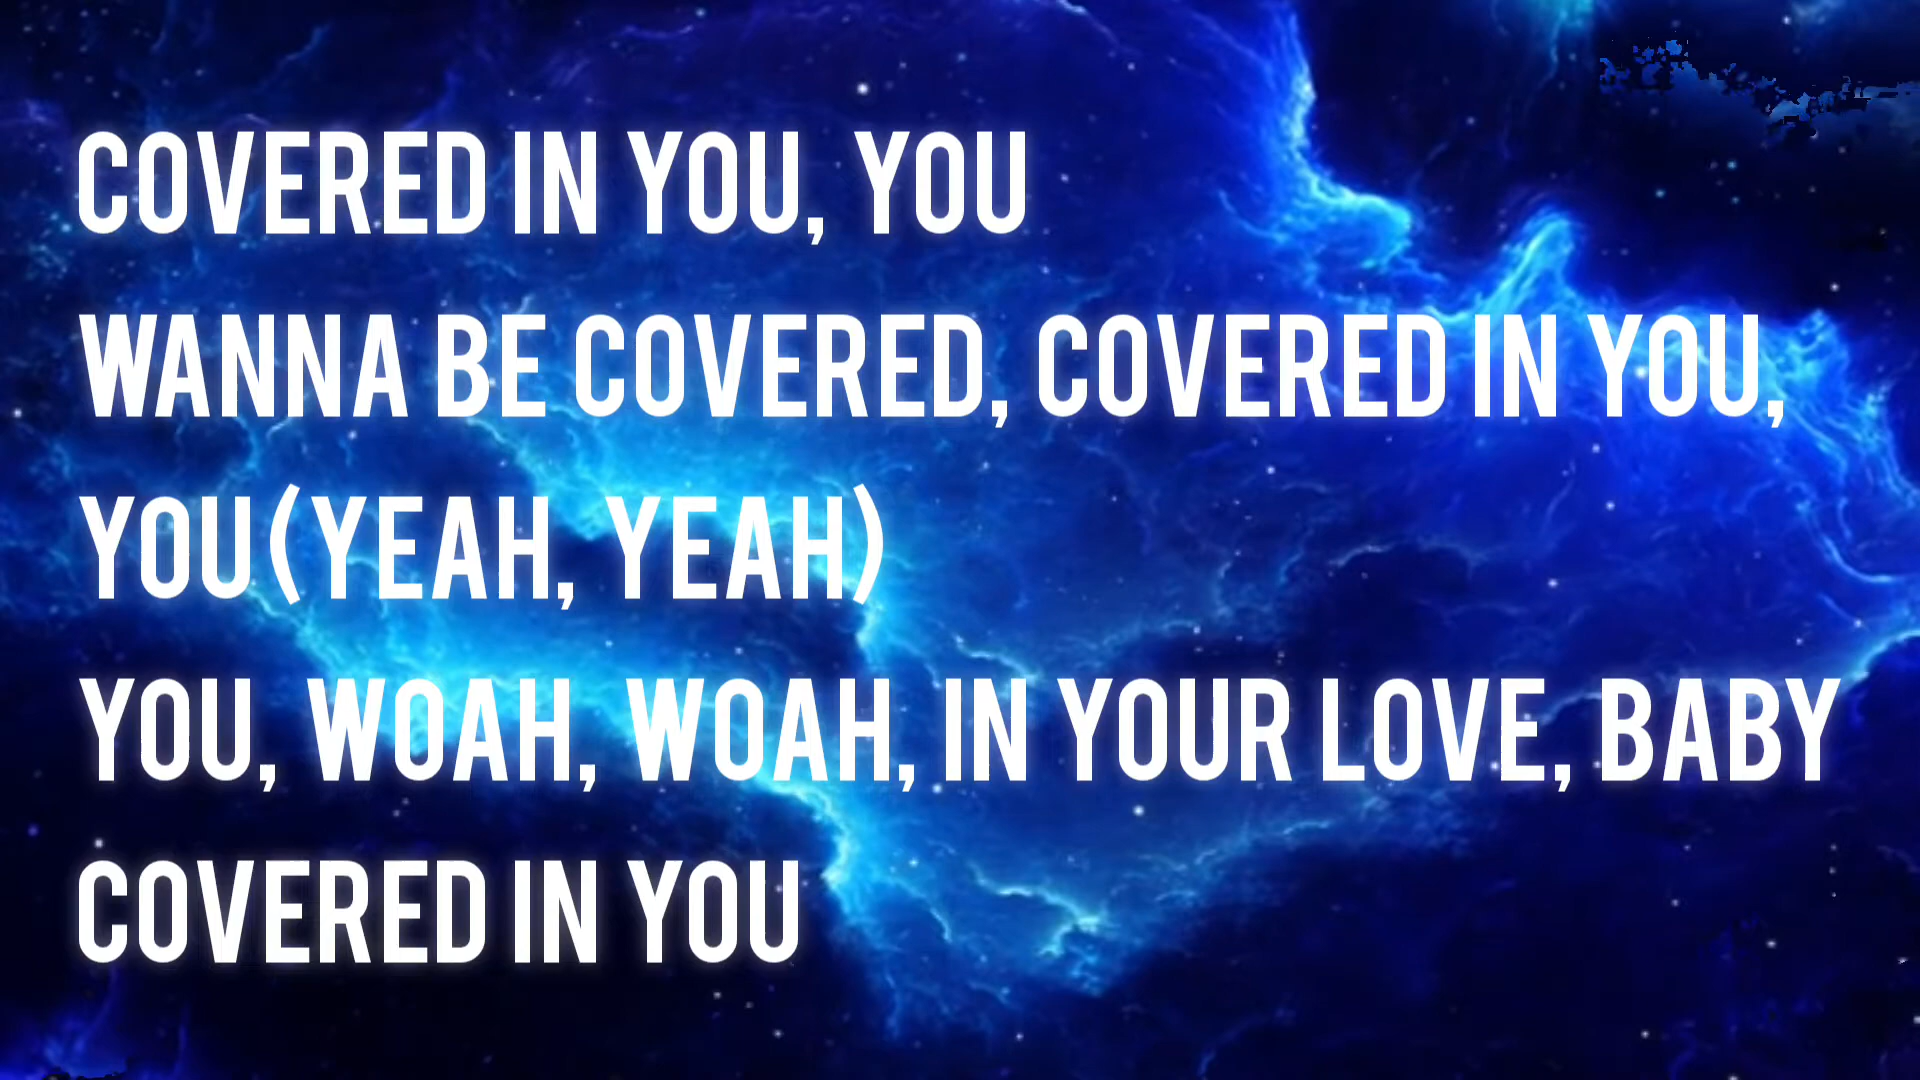 COVERED IN YOU, YOU
WANNA BE COVERED, COVERED IN YOU,
YOU(YEAH, YEAH)
YOU, WOAH, WOAH, IN YOUR LOVE, BABY
COVERED IN YOU